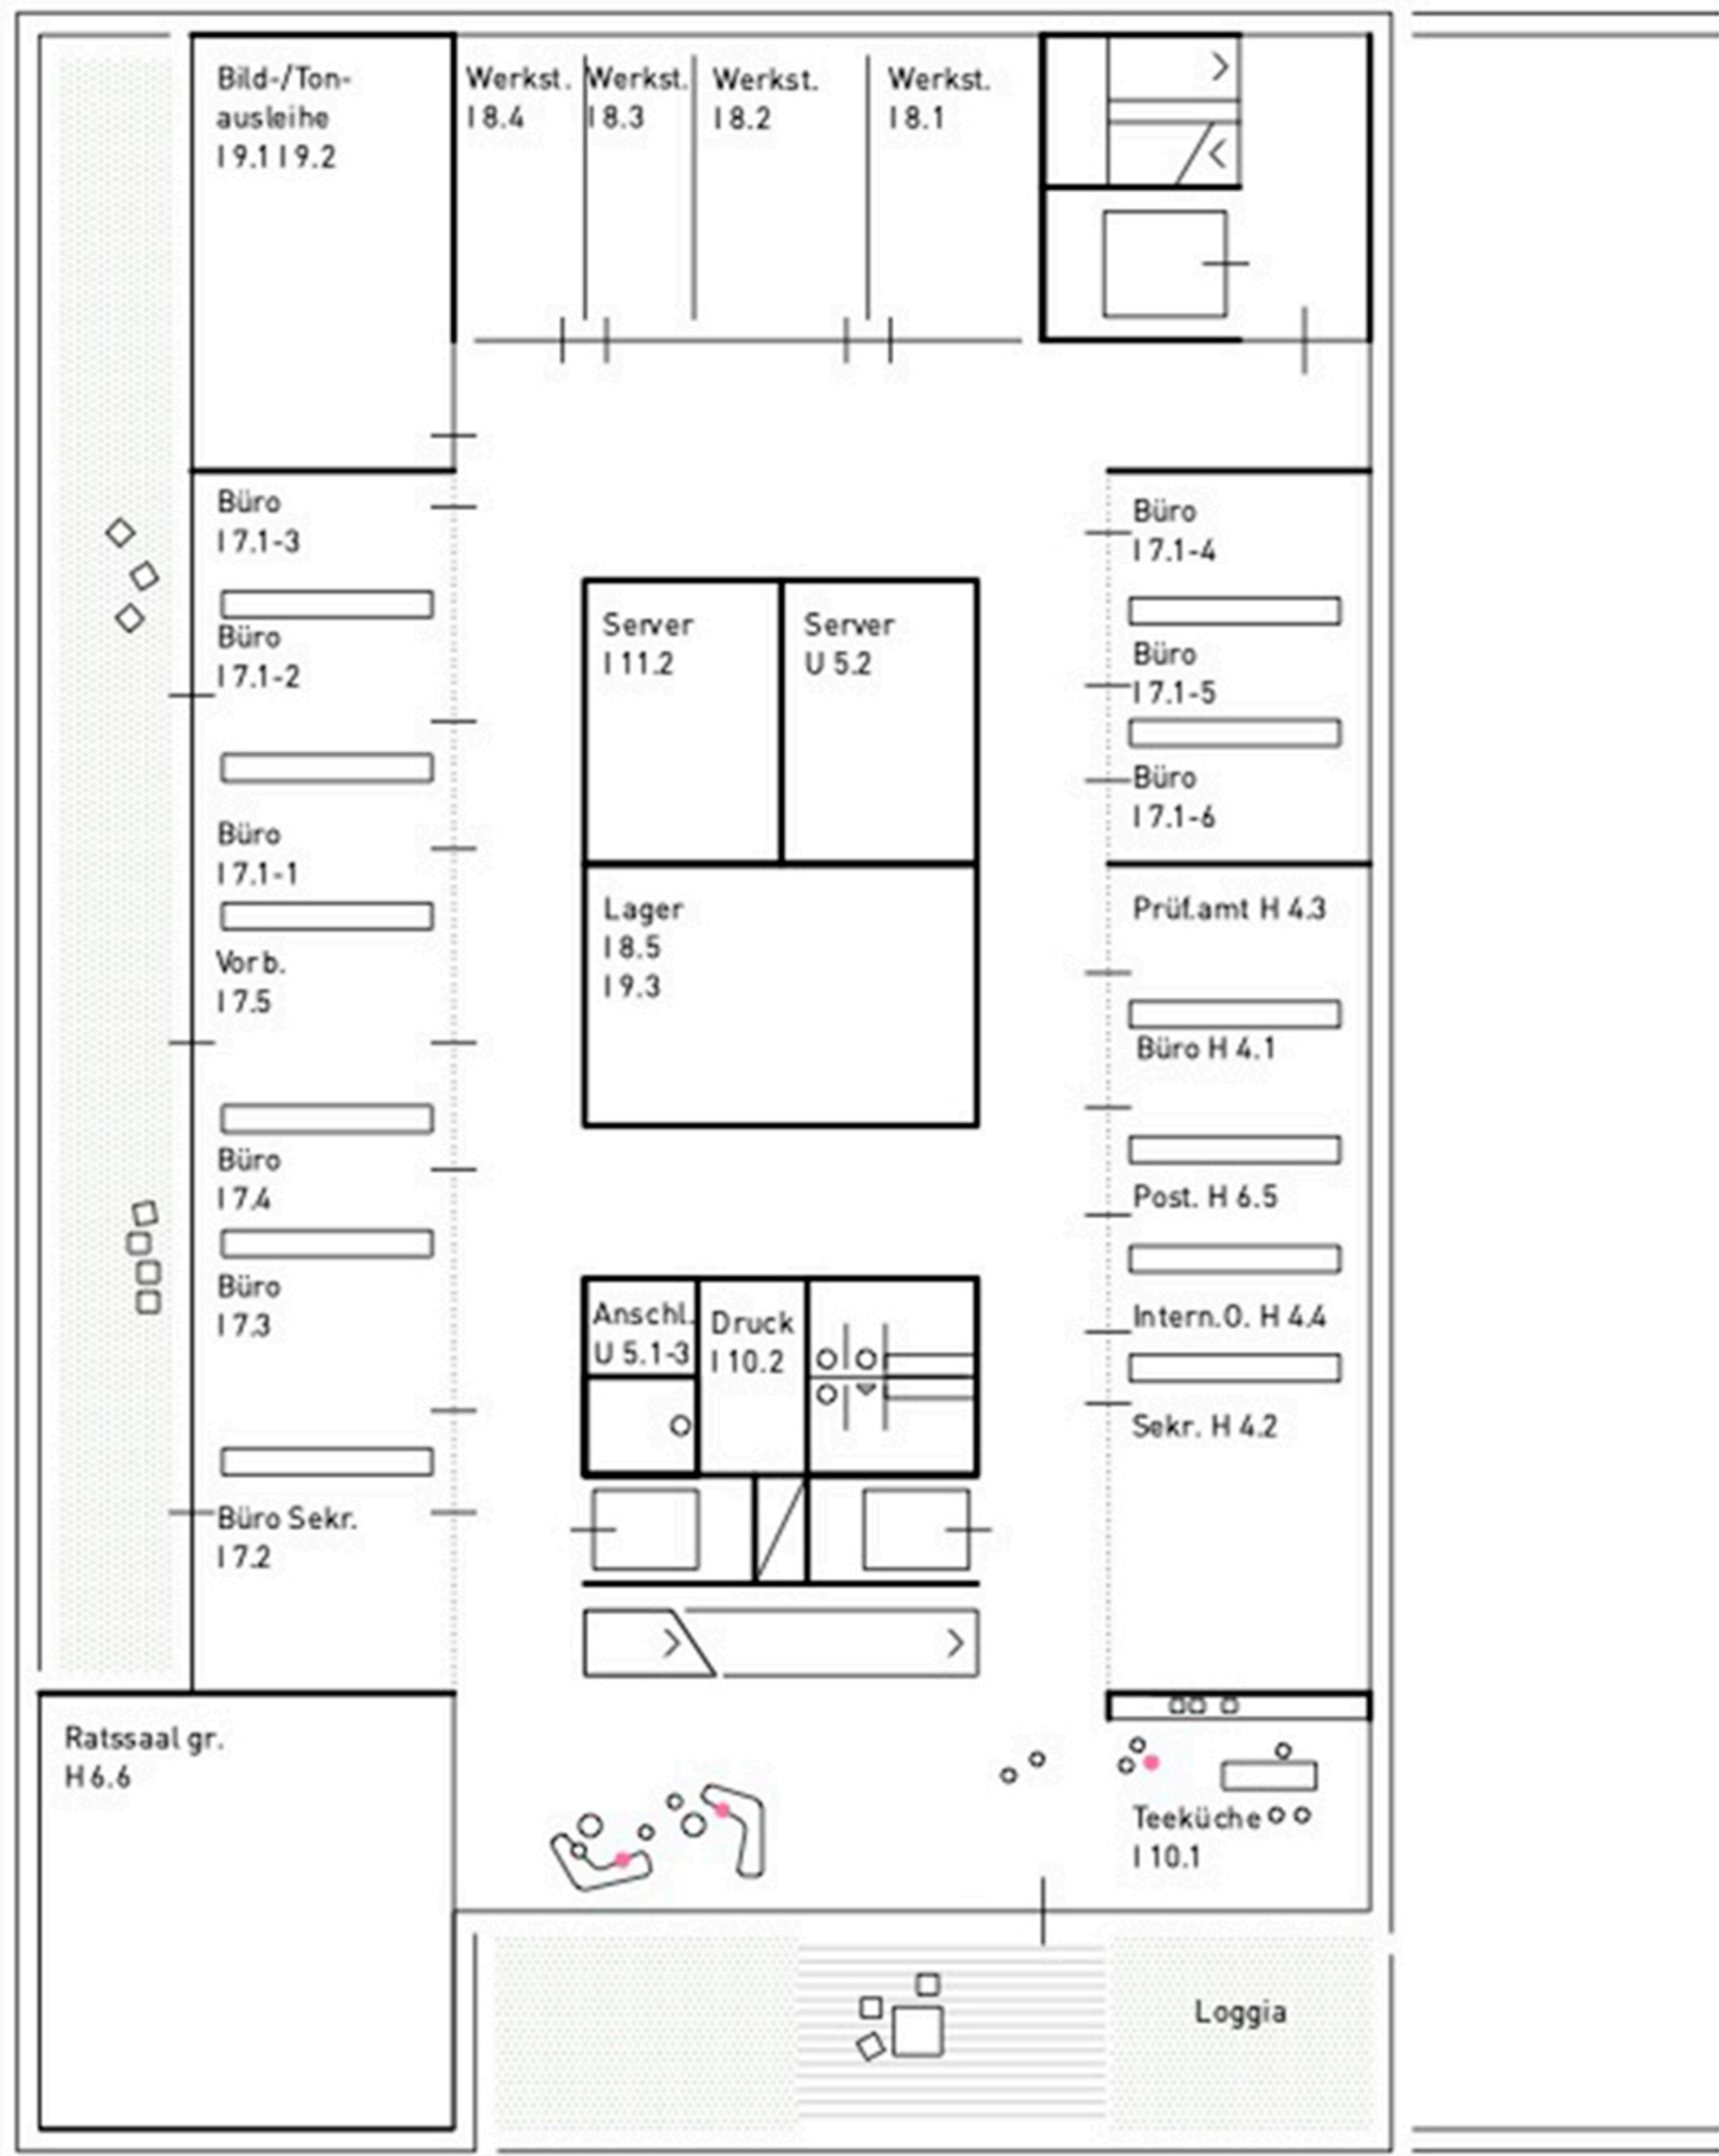 Bild-/Ton-
ausleihe
I 9.1 I 9.2
Werkst.
I 8.4
Werkst.
I 8.3
Werkst.
I 8.2
Werkst.
I 8.1
Büro
I 7.1-3
Büro
I 7.1-2
Büro
I 7.1-1
Vorb.
I 7.5
Büro
I 7.4
Büro
I 7.3
Büro Sekr.
I 7.2
Ratssaal gr.
H 6.6
Server
I 11.2
Server
U 5.2
Lager
I 8.5
I 9.3
Anschl.
U 5.1-3
Druck
I 10.2
Büro
I 7.1-4
Büro
I 7.1-5
Büro
I 7.1-6
Prüf.amt H 4.3
Büro H 4.1
Post. H 6.5
Intern.O. H 4.4
Sekr. H 4.2
Teeküche
I 10.1
Loggia